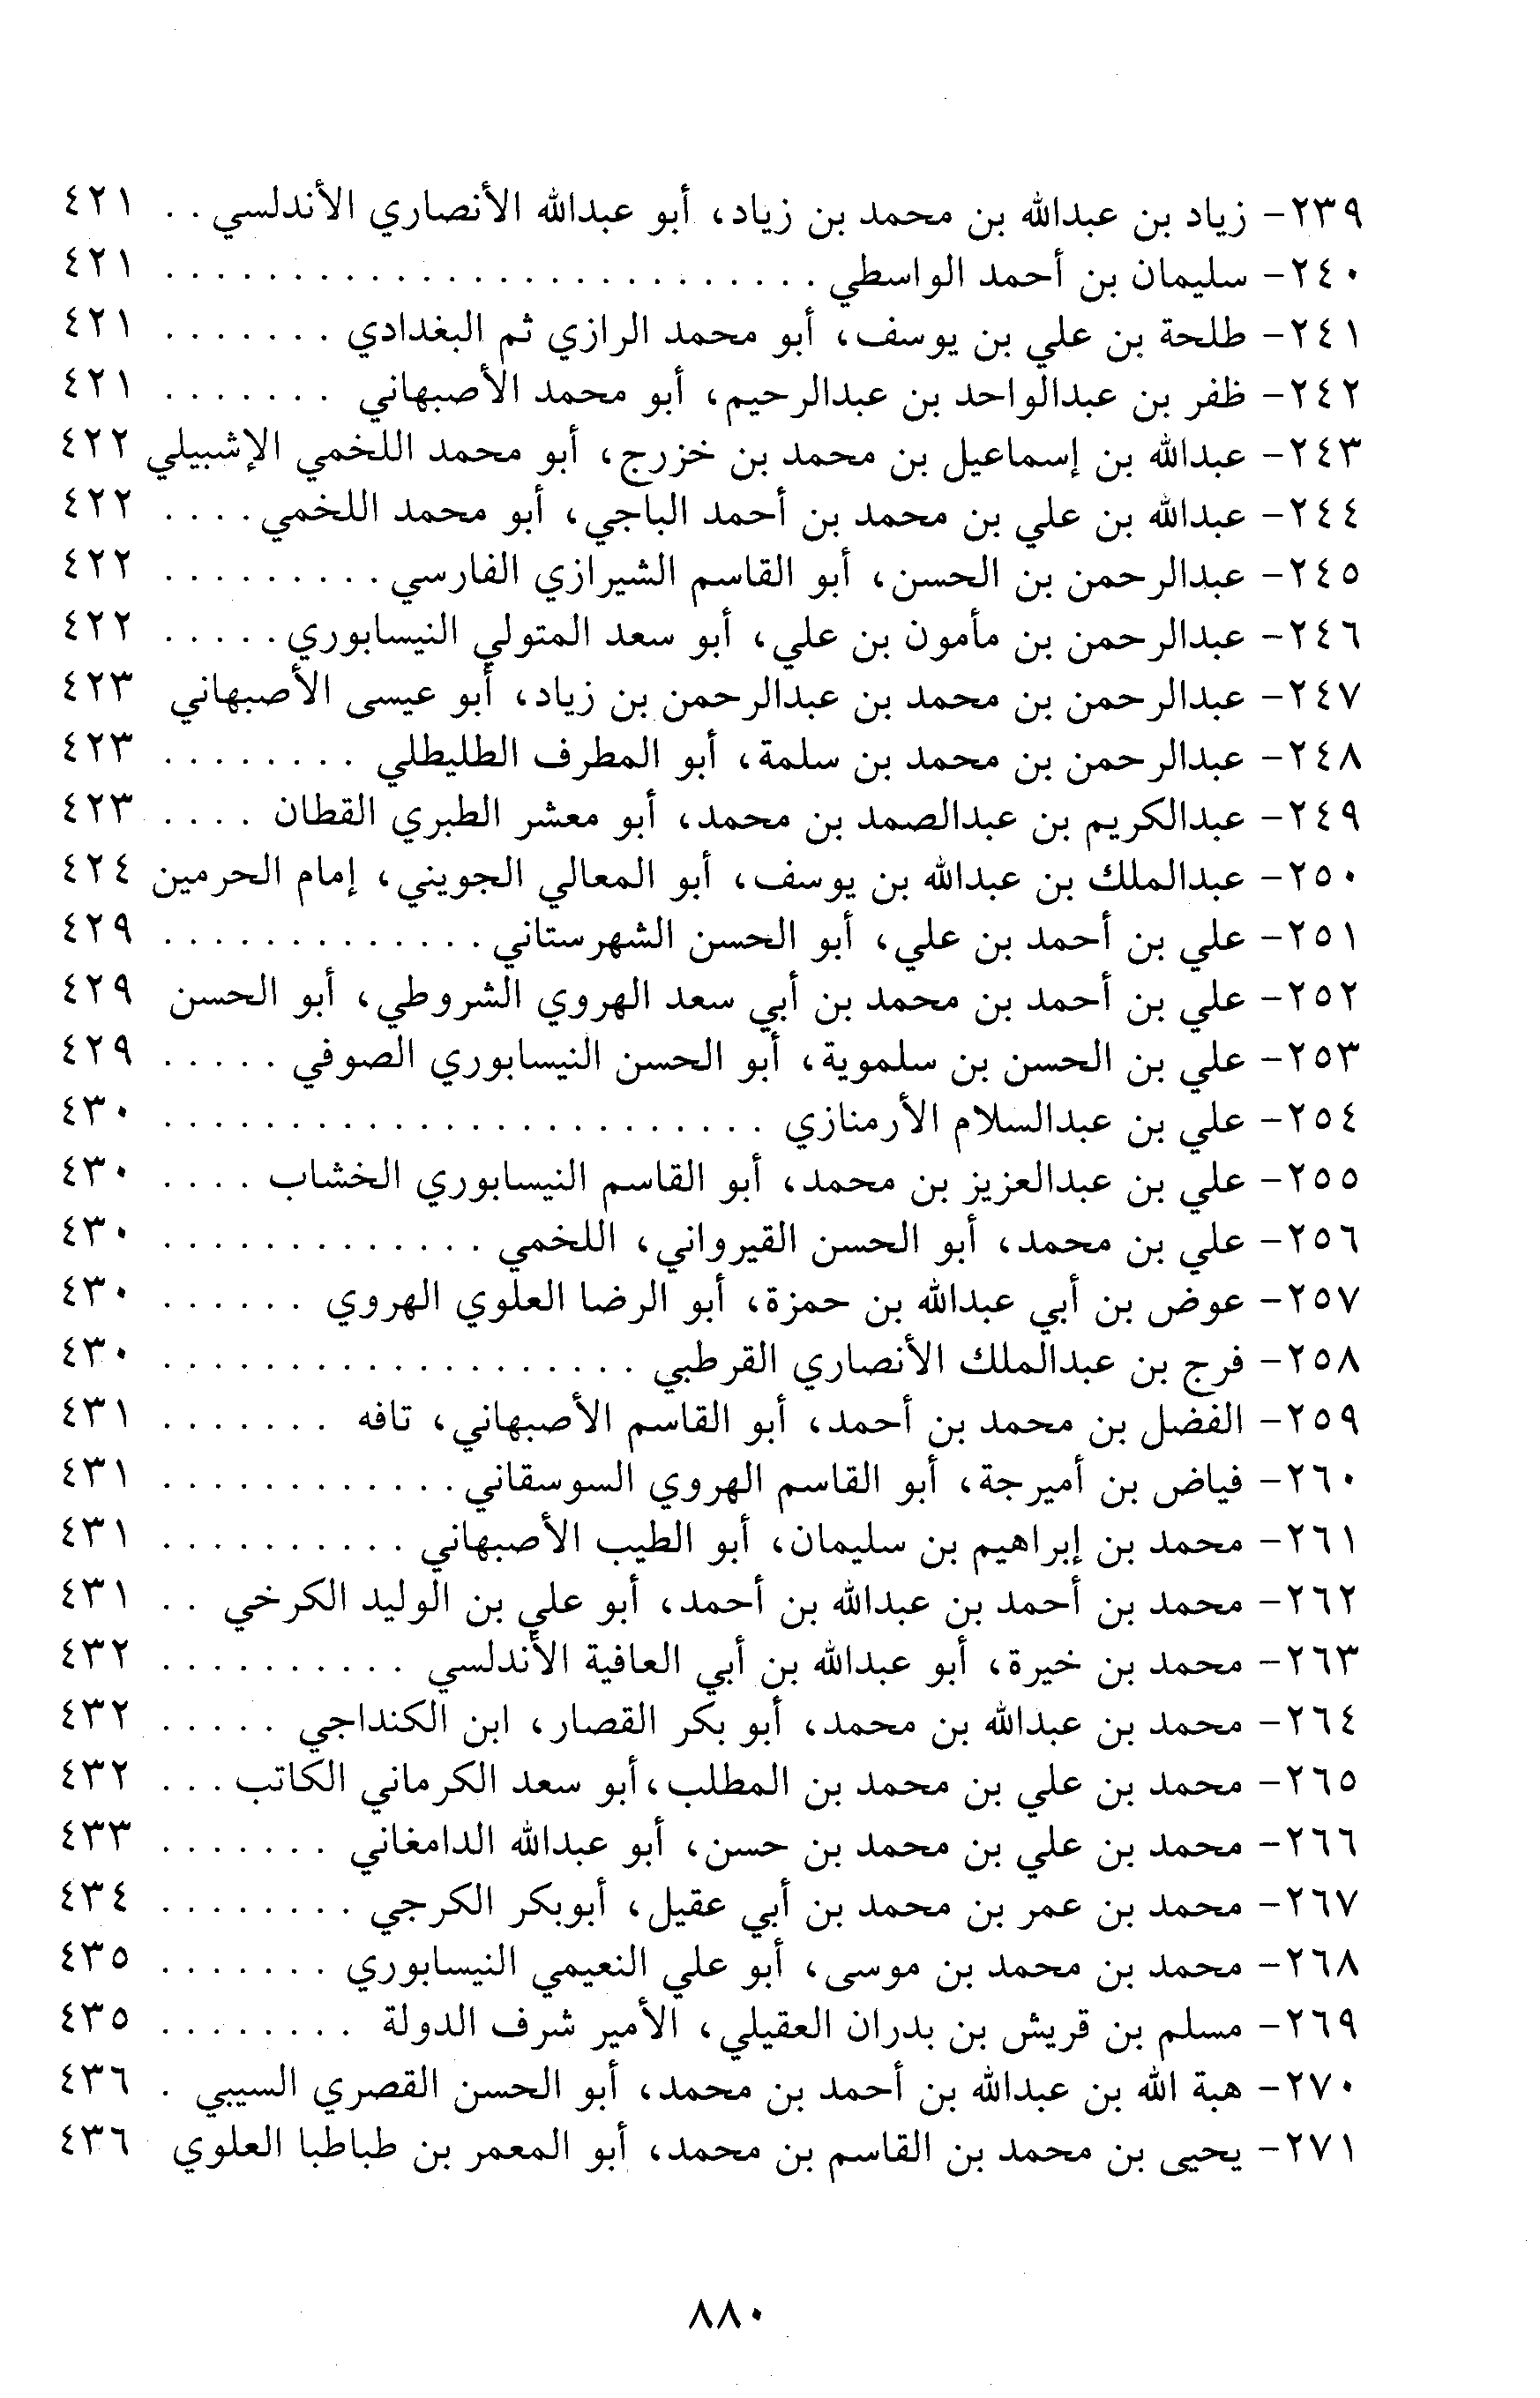 ٢٣٩- زياد بن عبدالله بن محمد بن زياد، أبو عبدالله الأنصاري الأندلسي . . ٤٢١
٢٤٠- سليمان بن أحمد الواسطي . . . . . . . . . . . . . . . . . . . . . . . . . . ٤٢١
٢٤١- طلحة بن علي بن يوسف، أبو محمد الرازي ثم البغدادي . . . . . . . ٤٢١
٢٤٢- ظفر بن عبدالواحد بن عبدالرحيم، أبو محمد الأصبهاني . . . . . . . ٤٢١
٢٤٣- عبدالله بن إسماعيل بن محمد بن خزرج، أبو محمد اللخمي الإشبيلي ٤٢٢
٢٤٤- عبدالله بن علي بن محمد بن أحمد الباجي، أبو محمد اللخمي . . . . ٤٢٢
٢٤٥- عبدالرحمن بن الحسن، أبو القاسم الشيرازي الفارسي . . . . . . . . . ٤٢٢
٢٤٦- عبدالرحمن بن مأمون بن علي، أبو سعد المتولي النيسابوري . . . . . ٤٢٢
٢٤٧- عبدالرحمن بن محمد بن عبدالرحمن بن زياد، أبو عيسى الأصبهاني ٤٢٣
٢٤٨- عبدالرحمن بن محمد بن سلمة، أبو المطرف الطليطلي . . . . . . . . ٤٢٣
٢٤٩- عبدالكريم بن عبدالصمد بن محمد، أبو معشر الطبري القطان . . . . ٤٢٣
٢٥٠- عبدالملك بن عبدالله بن يوسف، أبو المعالي الجويني، إمام الحرمين ٤٢٤
٢٥١- علي بن أحمد بن علي، أبو الحسن الشهرستاني . . . . . . . . . . . . . ٤٢٩
٢٥٢- علي بن أحمد بن محمد بن أبي سعد الهروي الشروطي، أبو الحسن ٤٢٩
٢٥٣- علي بن الحسن بن سلموية، أبو الحسن النيسابوري الصوفي . . . . . ٤٢٩
٢٥٤- علي بن عبدالسلام الأرمنازي . . . . . . . . . . . . . . . . . . . . . . . . ٤٣٠
٢٥٥- علي بن عبدالعزيز بن محمد، أبو القاسم النيسابوري الخشاب . . . . ٤٣٠
٢٥٦- علي بن محمد، أبو الحسن القيرواني، اللخمي . . . . . . . . . . . . . ٤٣٠
٢٥٧- عوض بن أبي عبدالله بن حمزة، أبو الرضا العلوي الهروي . . . . . . ٤٣٠
٢٥٨- فرج بن عبدالملك الأنصاري القرطبي . . . . . . . . . . . . . . . . . . . ٤٣٠
٢٥٩- الفضل بن محمد بن أحمد، أبو القاسم الأصبهاني، تافه . . . . . . . ٤٣١
٢٦٠- فياض بن أميرجة، أبو القاسم الهروي السوسقاني . . . . . . . . . . . . ٤٣١
٢٦١- محمد بن إبراهيم بن سليمان، أبو الطيب الأصبهاني . . . . . . . . . . ٤٣١
٢٦٢- محمد بن أحمد بن عبدالله بن أحمد، أبو علي بن الوليد الكرخي . . ٤٣١
٢٦٣- محمد بن خيرة، أبو عبدالله بن أبي العافية الأندلسي . . . . . . . . . . ٤٣٢
٢٦٤- محمد بن عبدالله بن محمد، أبو بكر القصار، ابن الكنداجي . . . . . ٤٣٢
٢٦٥- محمد بن علي بن محمد بن المطلب، أبو سعد الكرماني الكاتب . . . ٤٣٢
٢٦٦- محمد بن علي بن محمد بن حسن، أبو عبدالله الدامغاني . . . . . . . ٤٣٣
٢٦٧- محمد بن عمر بن محمد بن أبي عقيل، أبوبكر الكرجي . . . . . . . . ٤٣٤
٢٦٨- محمد بن محمد بن موسى، أبو علي النعيمي النيسابوري . . . . . . . ٤٣٥
٢٦٩- مسلم بن قريش بن بدران العقيلي، الأمير شرف الدولة . . . . . . . . ٤٣٥
٢٧٠- هبة الله بن عبدالله بن أحمد بن محمد، أبو الحسن القصري السيبي . ٤٣٦
٢٧١- يحيى بن محمد بن القاسم بن محمد، أبو المعمر بن طباطبا العلوي ٤٣٦
٨٨٠